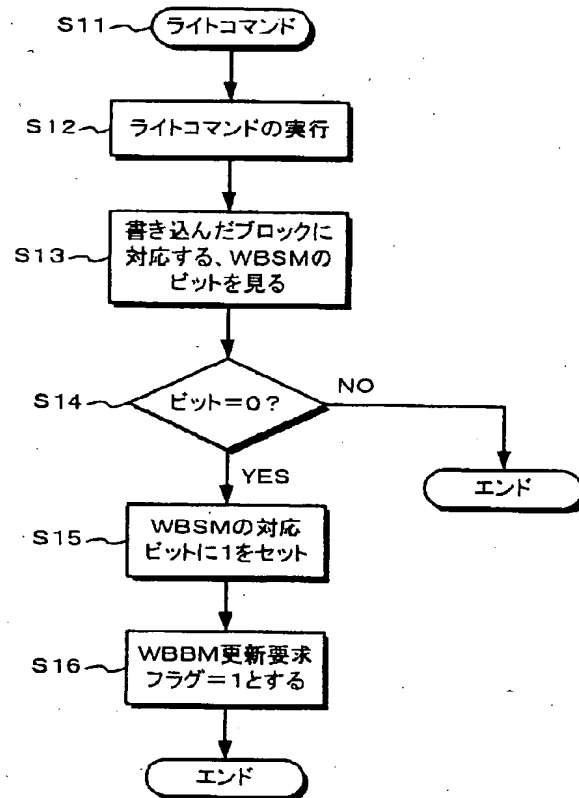 S11
ライトコマンド
S12
ライトコマンドの実行
S13
書き込んだブロックに
対応する、WBSMの
ビットを見る
S14
ビット=0?
NO
エンド
YES
S15
WBSMの対応
ビットに1をセット
S16
WBBM更新要求
フラグ=1とする
エンド